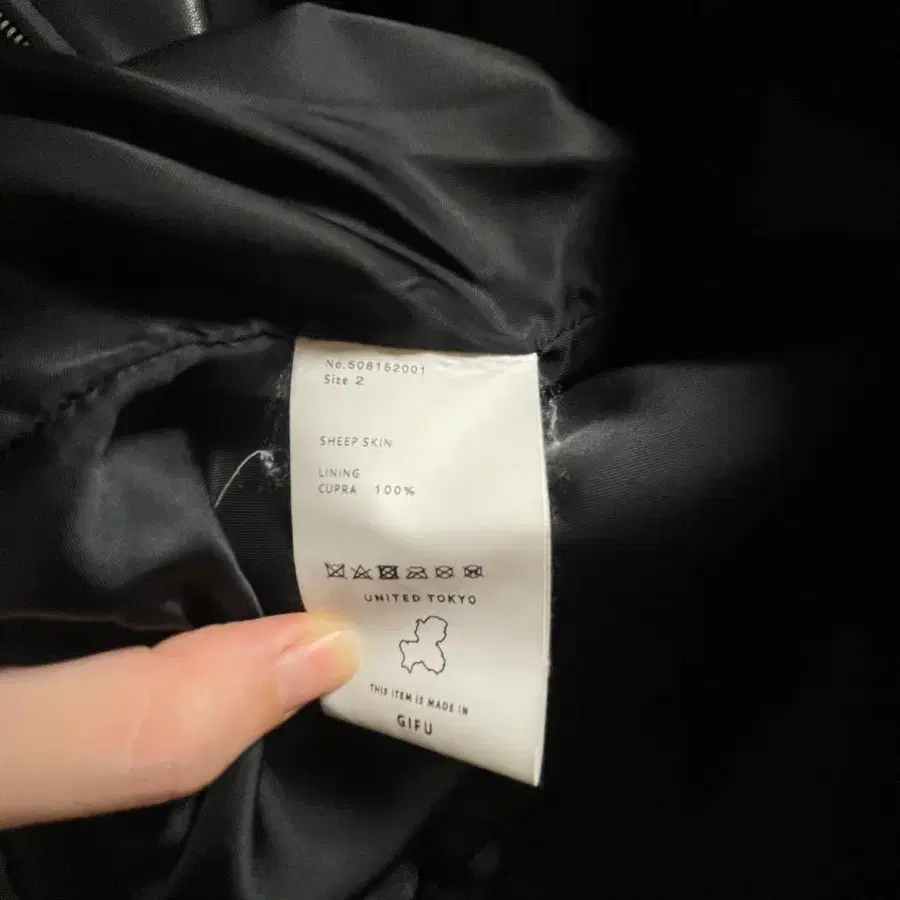 No.508152001
Size 2
SHEEP SKIN
LINING
CUPRA 100%
UNITED TOKYO
THIS ITEM IS MADE IN
GIFU